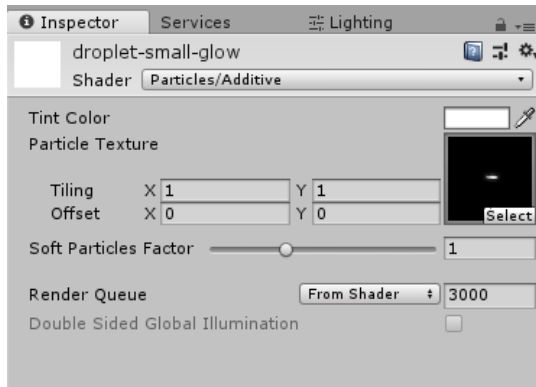 Inspector Services Lighting
droplet-small-glow
Shader Particles/Additive
Tint Color
Particle Texture
Tiling X 1 Y 1
Offset X 0 Y 0
Select
Soft Particles Factor 1
Render Queue From Shader 3000
Double Sided Global Illumination